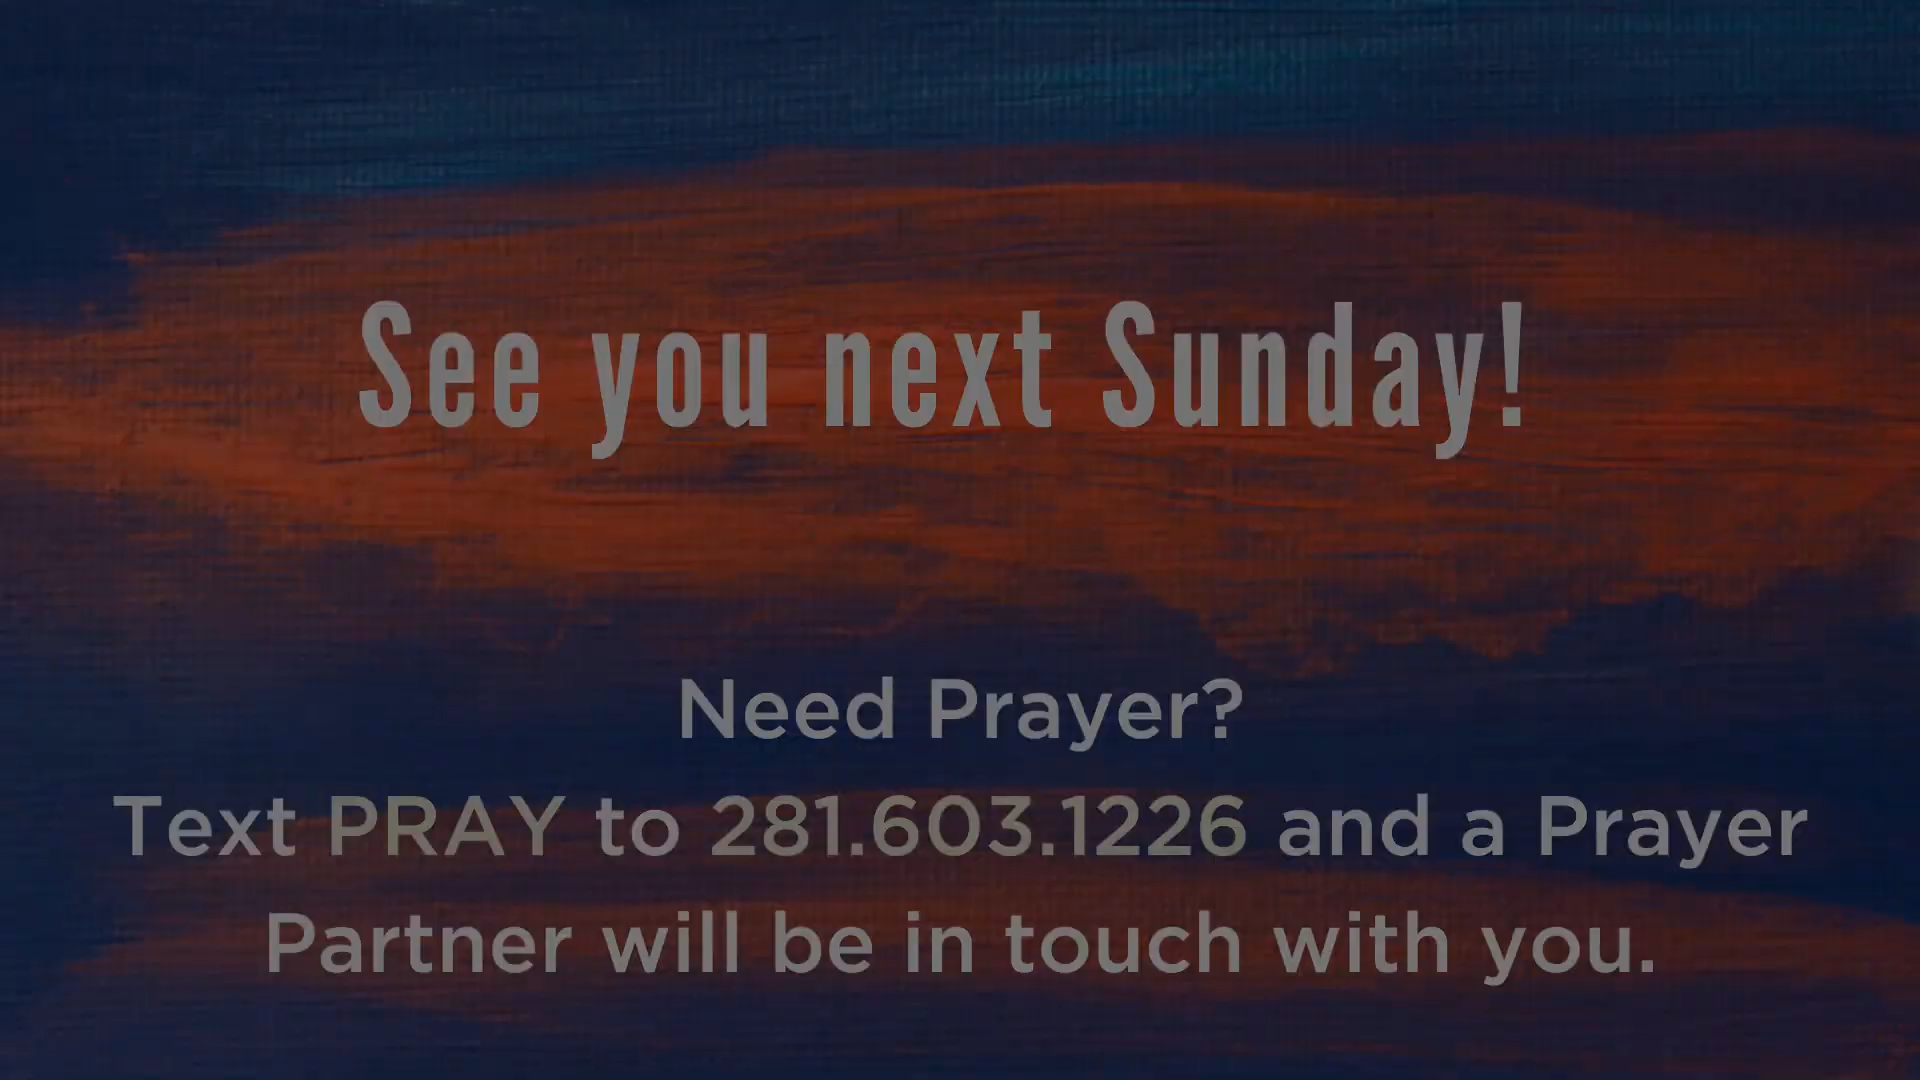 See you next Sunday!
Need Prayer?
Text PRAY to 281.603.1226 and a Prayer
Partner will be in touch with you.